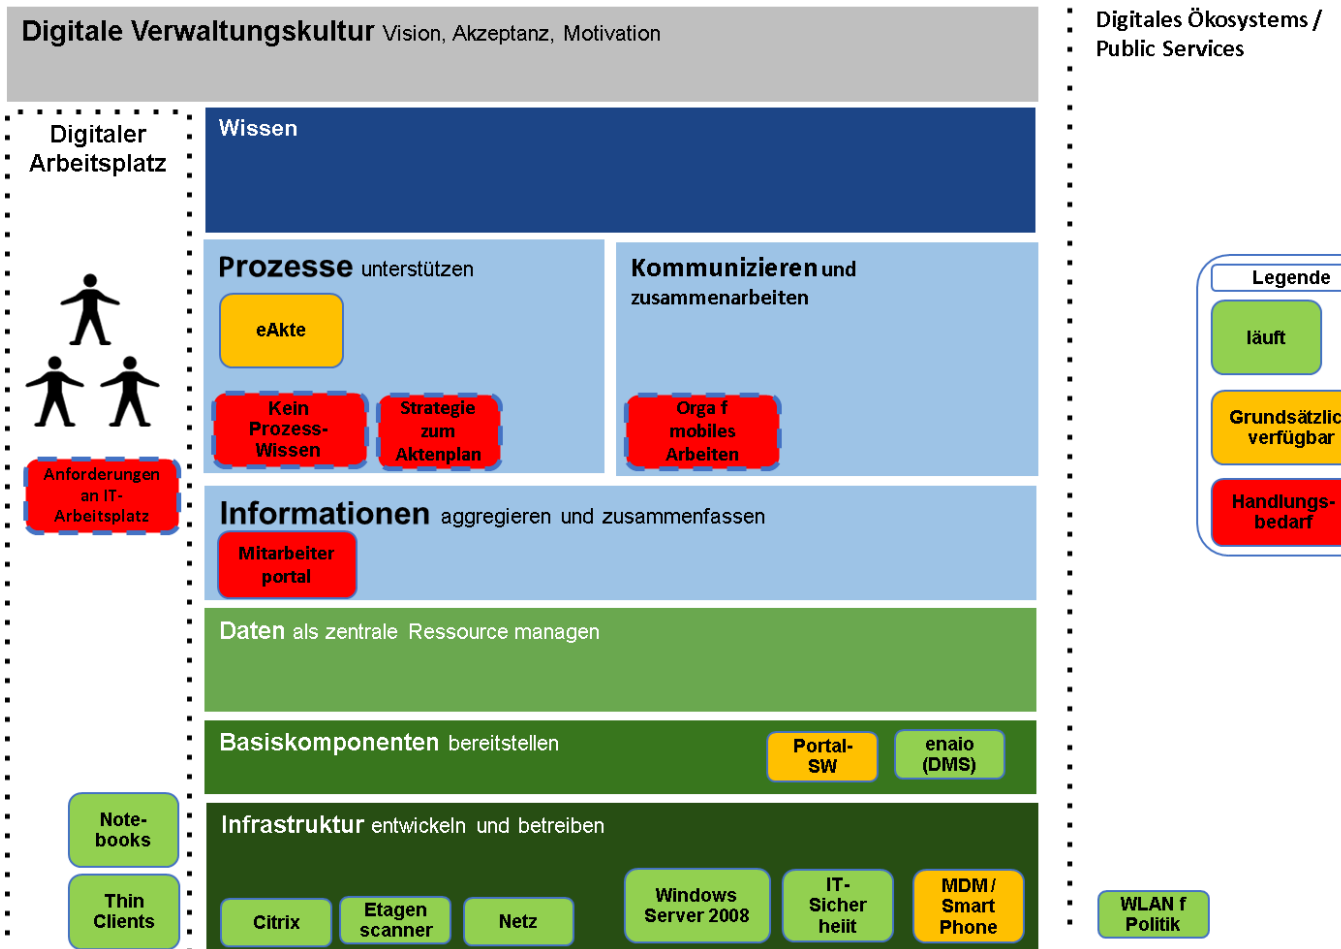 Digitale Verwaltungskultur Vision, Akzeptanz, Motivation
Digitales Ökosystems /
Public Services
Digitaler
Arbeitsplatz
Wissen
Prozesse unterstützen
eAkte
Kein
Prozess-
Wissen
Strategie
zum
Aktenplan
Kommunizieren und
zusammenarbeiten
Orga f
mobiles
Arbeiten
Legende
läuft
Grundsätzlic
verfügbar
Handlungs-
bedarf
Anforderungen
an IT-
Arbeitsplatz
Informationen aggregieren und zusammenfassen
Mitarbeiter
portal
Daten als zentrale Ressource managen
Basiskomponenten bereitstellen
Portal-
SW
enaio
(DMS)
Note-
books
Thin
Clients
Infrastruktur entwickeln und betreiben
Citrix
Etagen
scanner
Netz
Windows
Server 2008
IT-
Sicher
heiit
MDM /
Smart
Phone
WLAN f
Politik